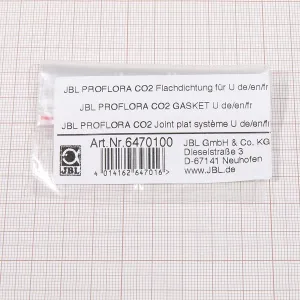 JBL PROFLORA CO2 Flachdichtung für U de/en/fr
JBL PROFLORA CO2 GASKET U de/en/fr
JBL PROFLORA CO2 Joint plat système U de/en/fr
Art.Nr.6470100
JBL GmbH & Co. KG
Dieselstraße 3
D-67141 Neuhofen
www.JBL.de
JBL
4 014162 647016 >